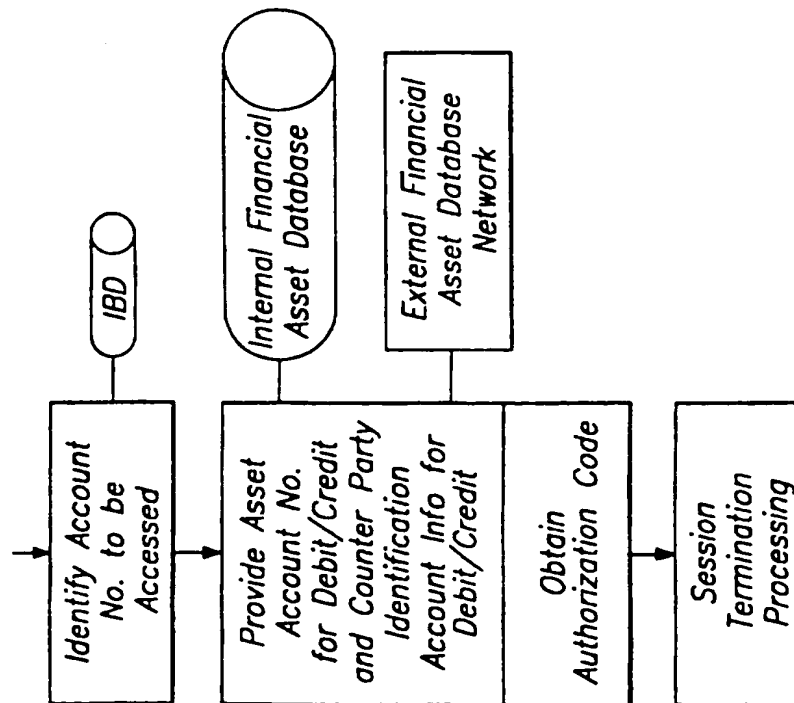 Identify Account
No. to be
Accessed
IBD
Provide Asset
Account No.
for Debit/Credit
and Counter Party
Identification
Account Info for
Debit/Credit
Internal Financial
Asset Database
External Financial
Asset Database
Network
Obtain
Authorization Code
Session
Termination
Processing